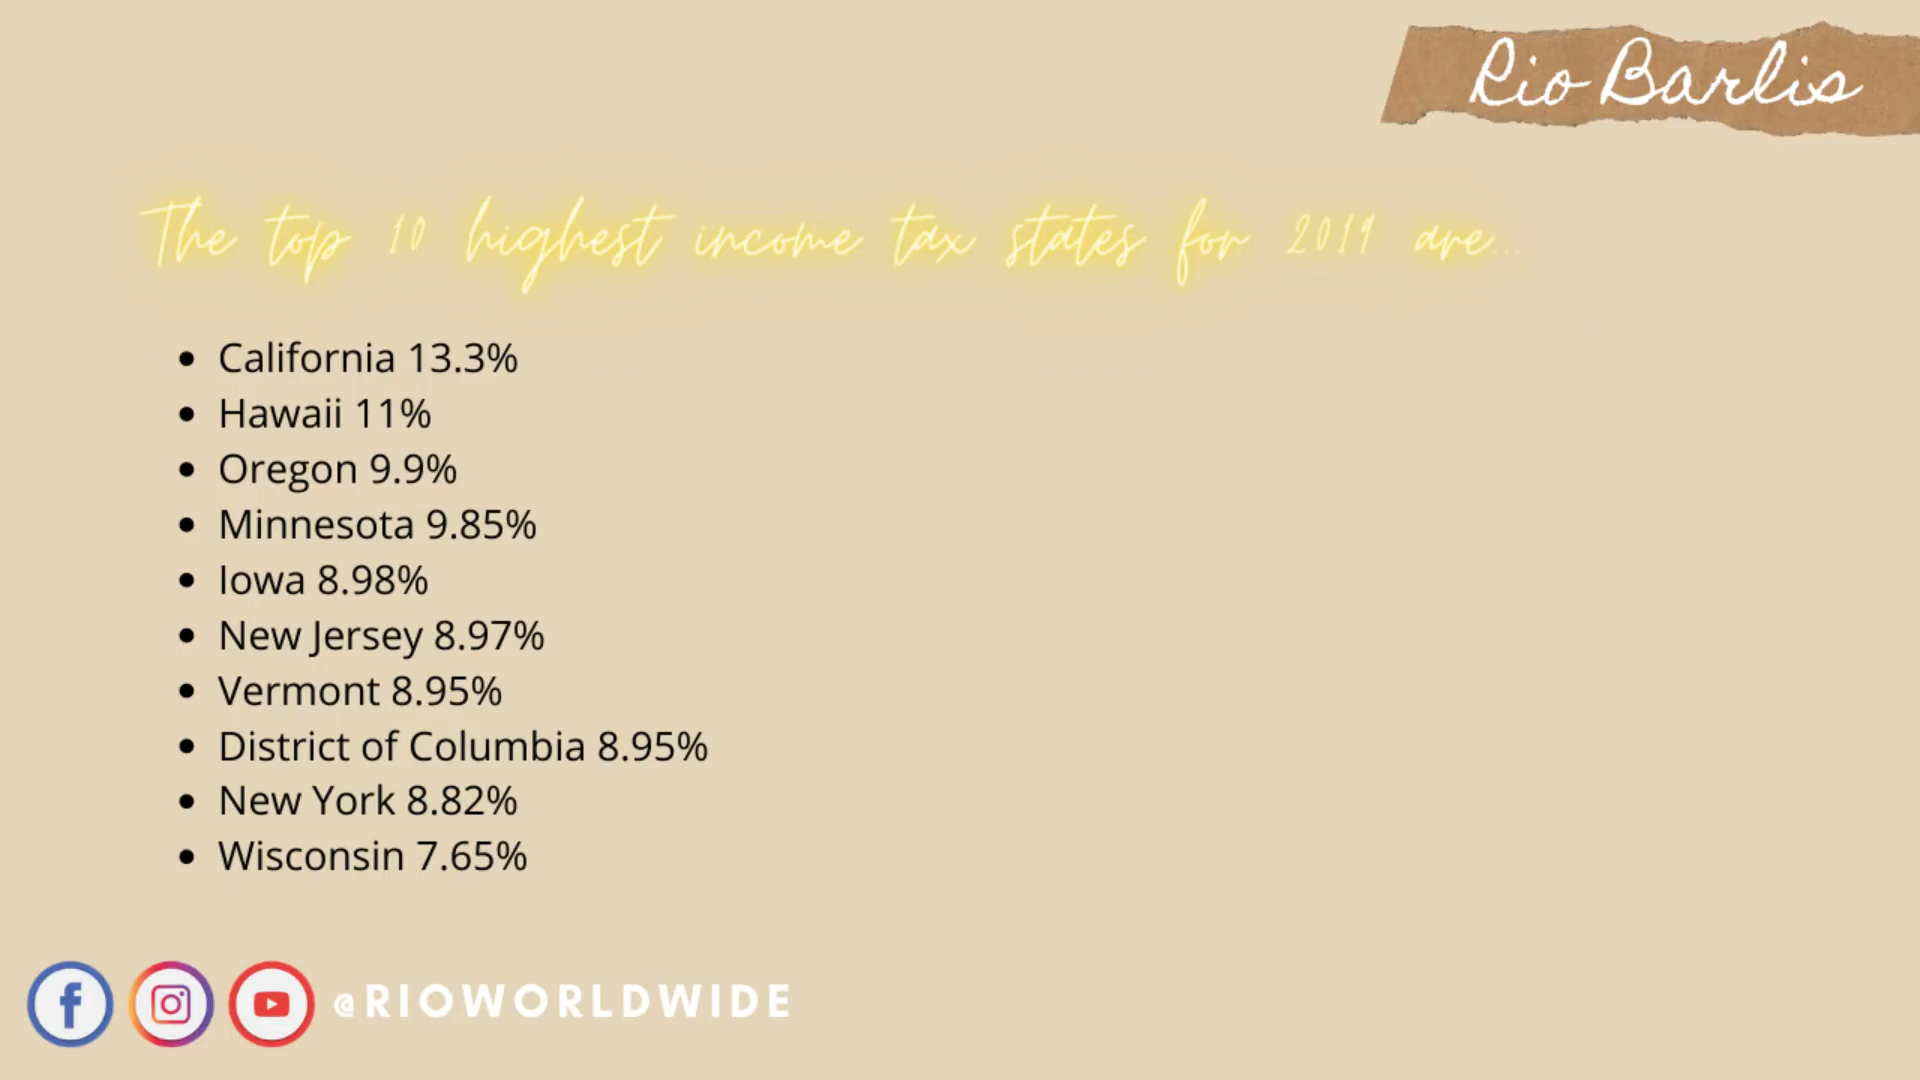 Rio Barlis
The top 10 highest income tax states for 2019 are...
• California 13.3%
• Hawaii 11%
• Oregon 9.9%
• Minnesota 9.85%
• Iowa 8.98%
• New Jersey 8.97%
• Vermont 8.95%
• District of Columbia 8.95%
• New York 8.82%
• Wisconsin 7.65%
@RIOWORLDWIDE